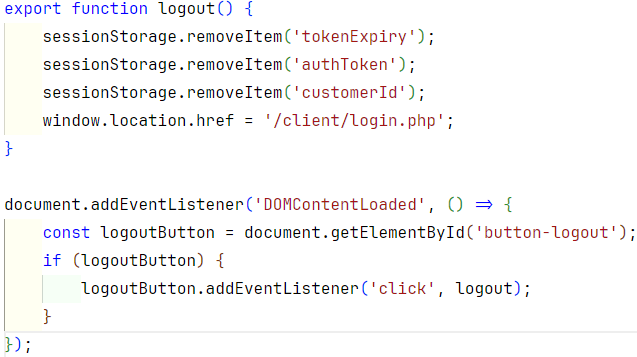 export function logout() {
    sessionStorage.removeItem('tokenExpiry');
    sessionStorage.removeItem('authToken');
    sessionStorage.removeItem('customerId');
    window.location.href = '/client/login.php';
}

document.addEventListener('DOMContentLoaded', () => {
    const logoutButton = document.getElementById('button-logout');
    if (logoutButton) {
        logoutButton.addEventListener('click', logout);
    }
});